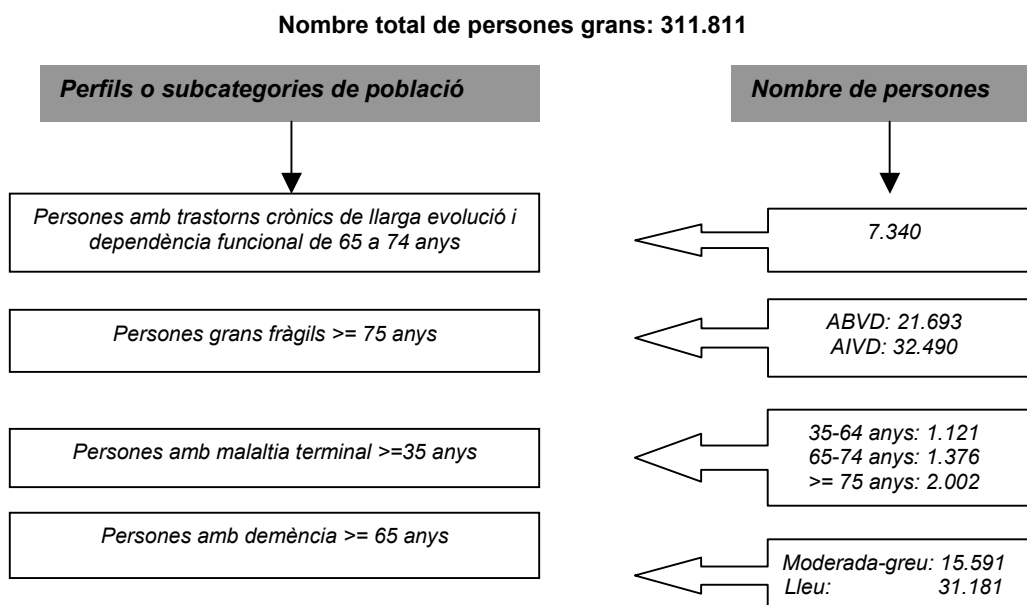 Nombre total de persones grans: 311.811
Perfils o subcategories de població
Nombre de persones
Persones amb trastorns crònics de llarga evolució i
dependència funcional de 65 a 74 anys
7.340
Persones grans fràgils >= 75 anys
ABVD: 21.693
AIVD: 32.490
Persones amb malaltia terminal >=35 anys
35-64 anys: 1.121
65-74 anys: 1.376
>= 75 anys: 2.002
Persones amb demència >= 65 anys
Moderada-greu: 15.591
Lleu: 31.181